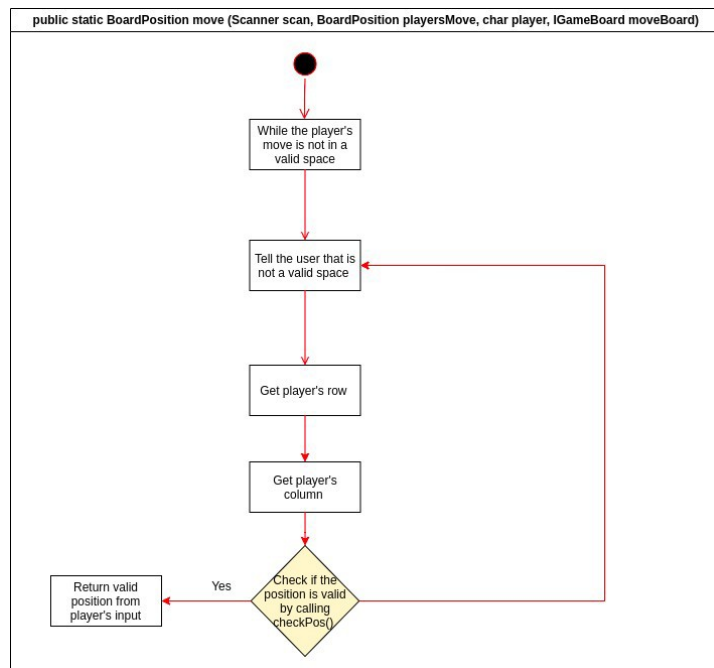 public static BoardPosition move (Scanner scan, BoardPosition playersMove, char player, IGameBoard moveBoard)
While the player's
move is not in a
valid space
Tell the user that is
not a valid space
Get player's row
Get player's
column
Check if the
position is valid
by calling
checkPos()
Yes
Return valid
position from
player's input